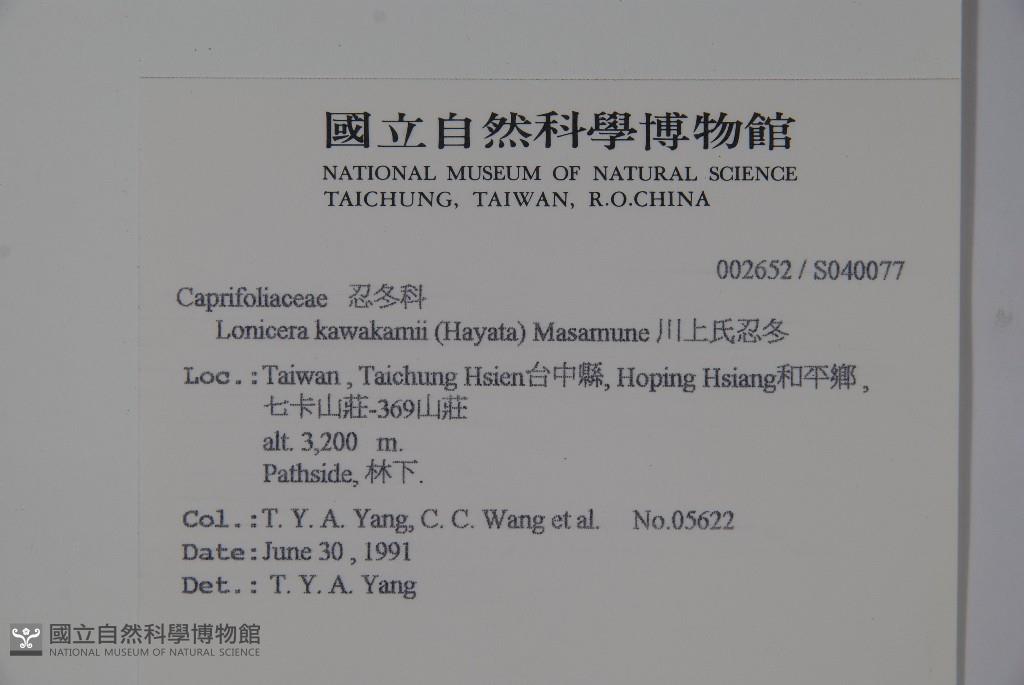 國立自然科學博物館
NATIONAL MUSEUM OF NATURAL SCIENCE
TAICHUNG, TAIWAN, R.O.CHINA
002652 / S040077
Caprifoliaceae 忍冬科
Lonicera kawakamii (Hayata) Masamune 川上氏忍冬
Loc.: Taiwan , Taichung Hsien台中縣, Hoping Hsiang和平鄉 ,
七卡山莊-369山莊
alt. 3,200 m.
Pathside, 林下.
Col.: T. Y. A. Yang, C. C. Wang et al. No.05622
Date: June 30 , 1991
Det.: T. Y. A. Yang
國立自然科學博物館
NATIONAL MUSEUM OF NATURAL SCIENCE